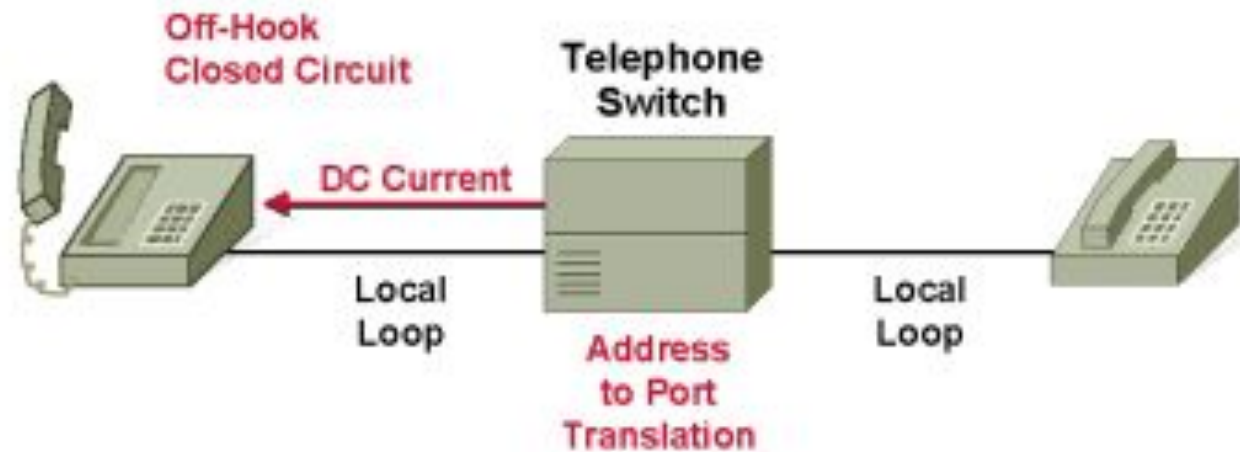 Off-Hook
Closed Circuit
Telephone
Switch
DC Current
Local
Loop
Local
Loop
Address
to Port
Translation